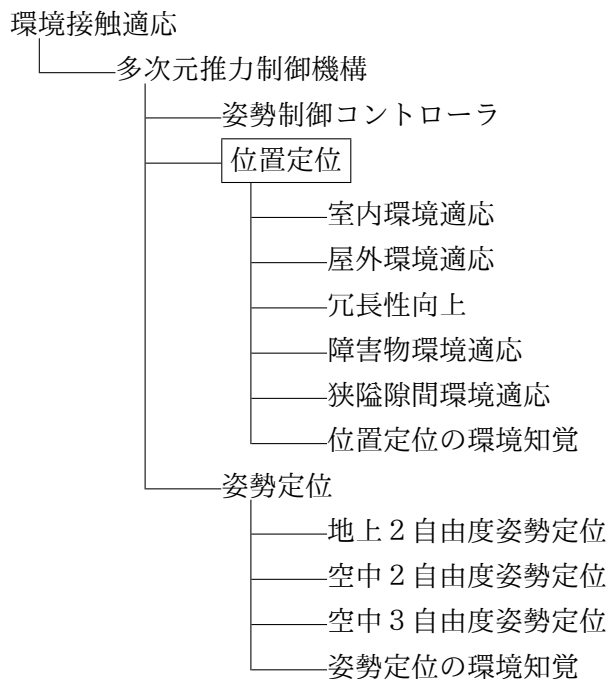 環境接触適応
多次元推力制御機構
姿勢制御コントローラ
位置定位
室内環境適応
屋外環境適応
冗長性向上
障害物環境適応
狭隘隙間環境適応
位置定位の環境知覚
姿勢定位
地上２自由度姿勢定位
空中２自由度姿勢定位
空中３自由度姿勢定位
姿勢定位の環境知覚